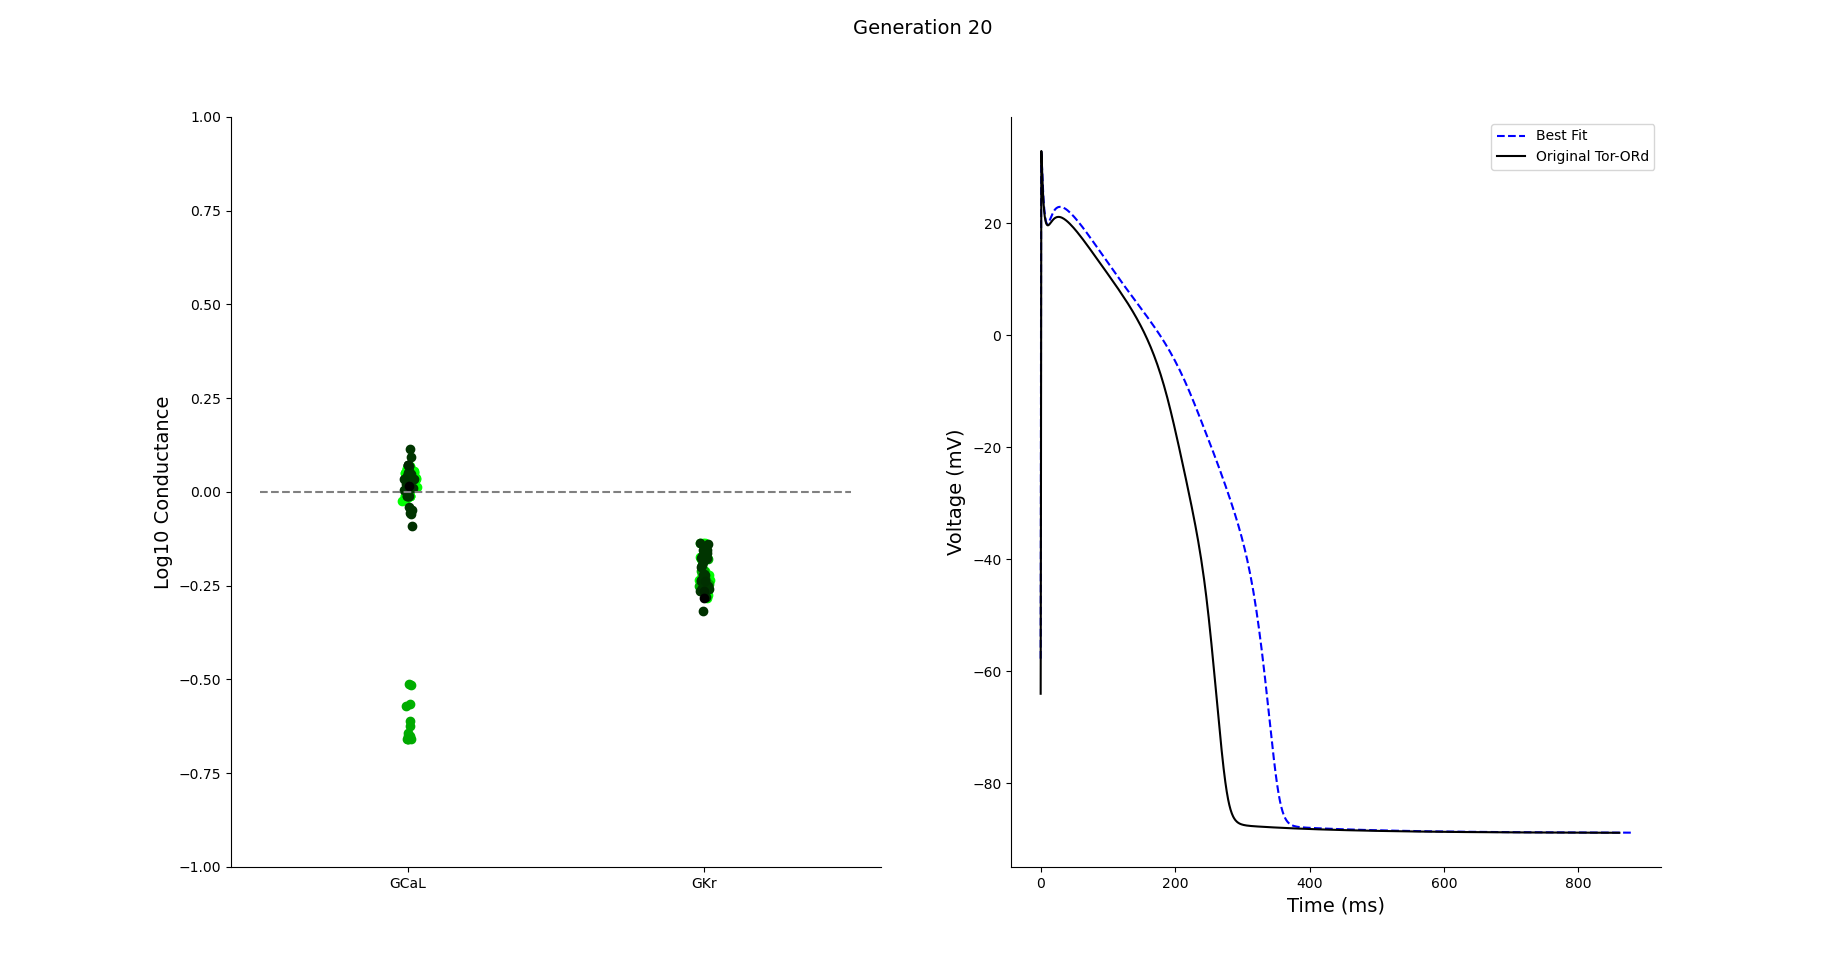 Generation 20
1.00
0.75
0.50
0.25
0.00
−0.25
−0.50
−0.75
−1.00
Log10 Conductance
GCaL
GKr
Best Fit
Original Tor-ORd
20
0
−20
−40
−60
−80
Voltage (mV)
0
200
400
600
800
Time (ms)